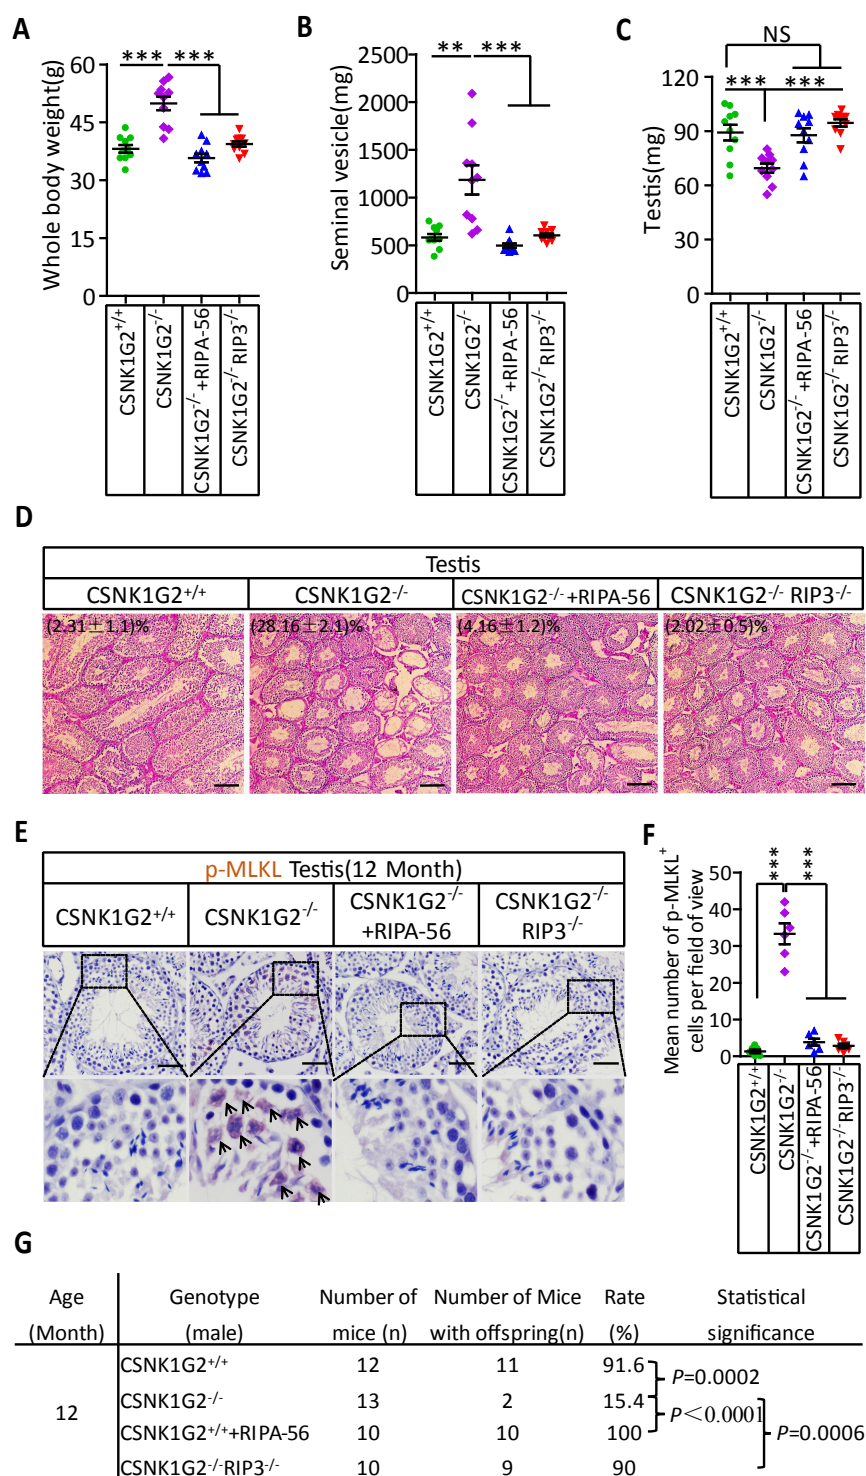 A
Whole body weight(g)
60
45
30
15
0
*** ***
CSNK1G2+/+
CSNK1G2-/-
CSNK1G2-/-+RIPA-56
CSNK1G2-/-RIP3-/-
B
Seminal vesicle(mg)
2500
2000
1500
1000
500
0
** ***
CSNK1G2+/+
CSNK1G2-/-
CSNK1G2-/-+RIPA-56
CSNK1G2-/-RIP3-/-
C
Testis(mg)
120
90
60
30
0
NS
*** ***
CSNK1G2+/+
CSNK1G2-/-
CSNK1G2-/-+RIPA-56
CSNK1G2-/-RIP3-/-
D
Testis
CSNK1G2+/+ CSNK1G2-/- CSNK1G2-/-+RIPA-56 CSNK1G2-/- RIP3-/-
(2.31±1.1)% (28.16±2.1)% (4.16±1.2)% (2.02±0.5)%
E
p-MLKL Testis(12 Month)
CSNK1G2+/+ CSNK1G2-/- CSNK1G2-/- CSNK1G2-/-
+RIPA-56 RIP3-/-
F
Mean number of p-MLKL+
cells per field of view
50
40
30
20
10
0
*** ***
CSNK1G2+/+
CSNK1G2-/-
CSNK1G2-/-+RIPA-56
CSNK1G2-/-RIP3-/-
G
Age Genotype Number of Number of Mice Rate Statistical
(Month) (male) mice (n) with offspring(n) (%) significance
CSNK1G2+/+ 12 11 91.6
P=0.0002
CSNK1G2-/- 13 2 15.4
12 P<0.0001
CSNK1G2+/++RIPA-56 10 10 100 P=0.0006
CSNK1G2-/-RIP3-/- 10 9 90